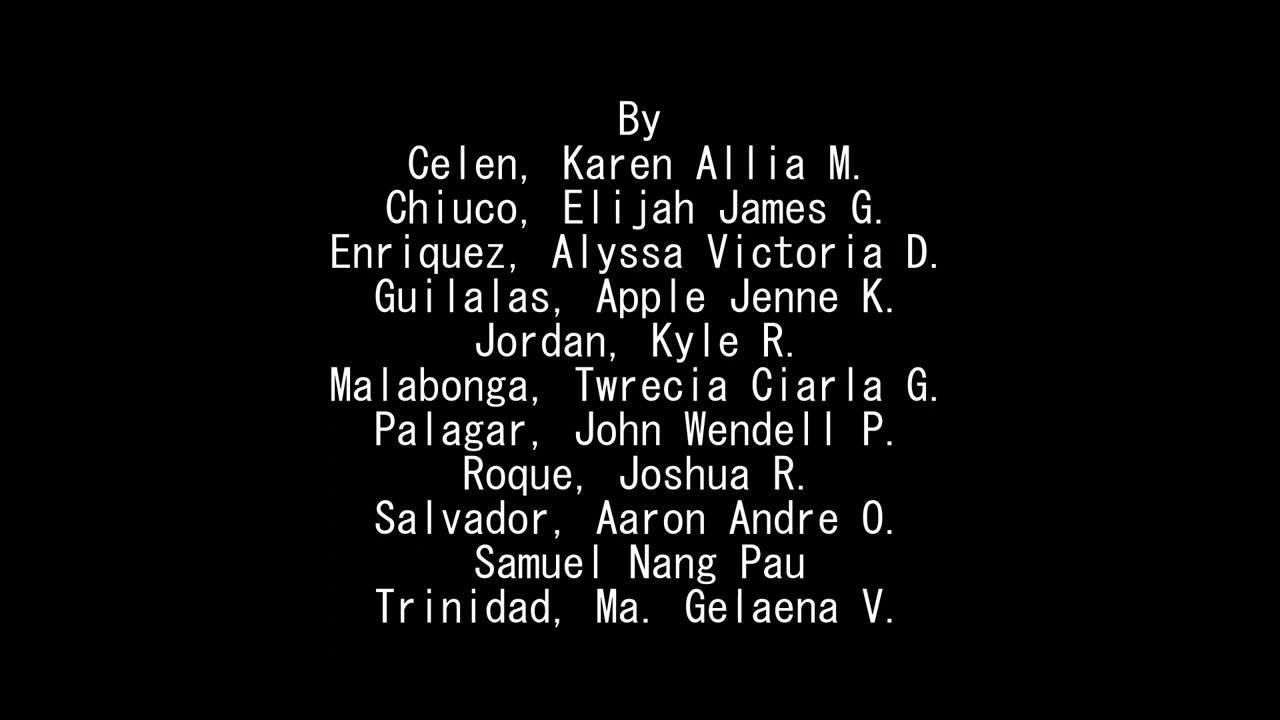 By
Celen, Karen Allia M.
Chiuco, Elijah James G.
Enriquez, Alyssa Victoria D.
Guilalas, Apple Jenne K.
Jordan, Kyle R.
Malabonga, Twrecia Ciarla G.
Palagar, John Wendell P.
Roque, Joshua R.
Salvador, Aaron Andre O.
Samuel Nang Pau
Trinidad, Ma. Gelaena V.